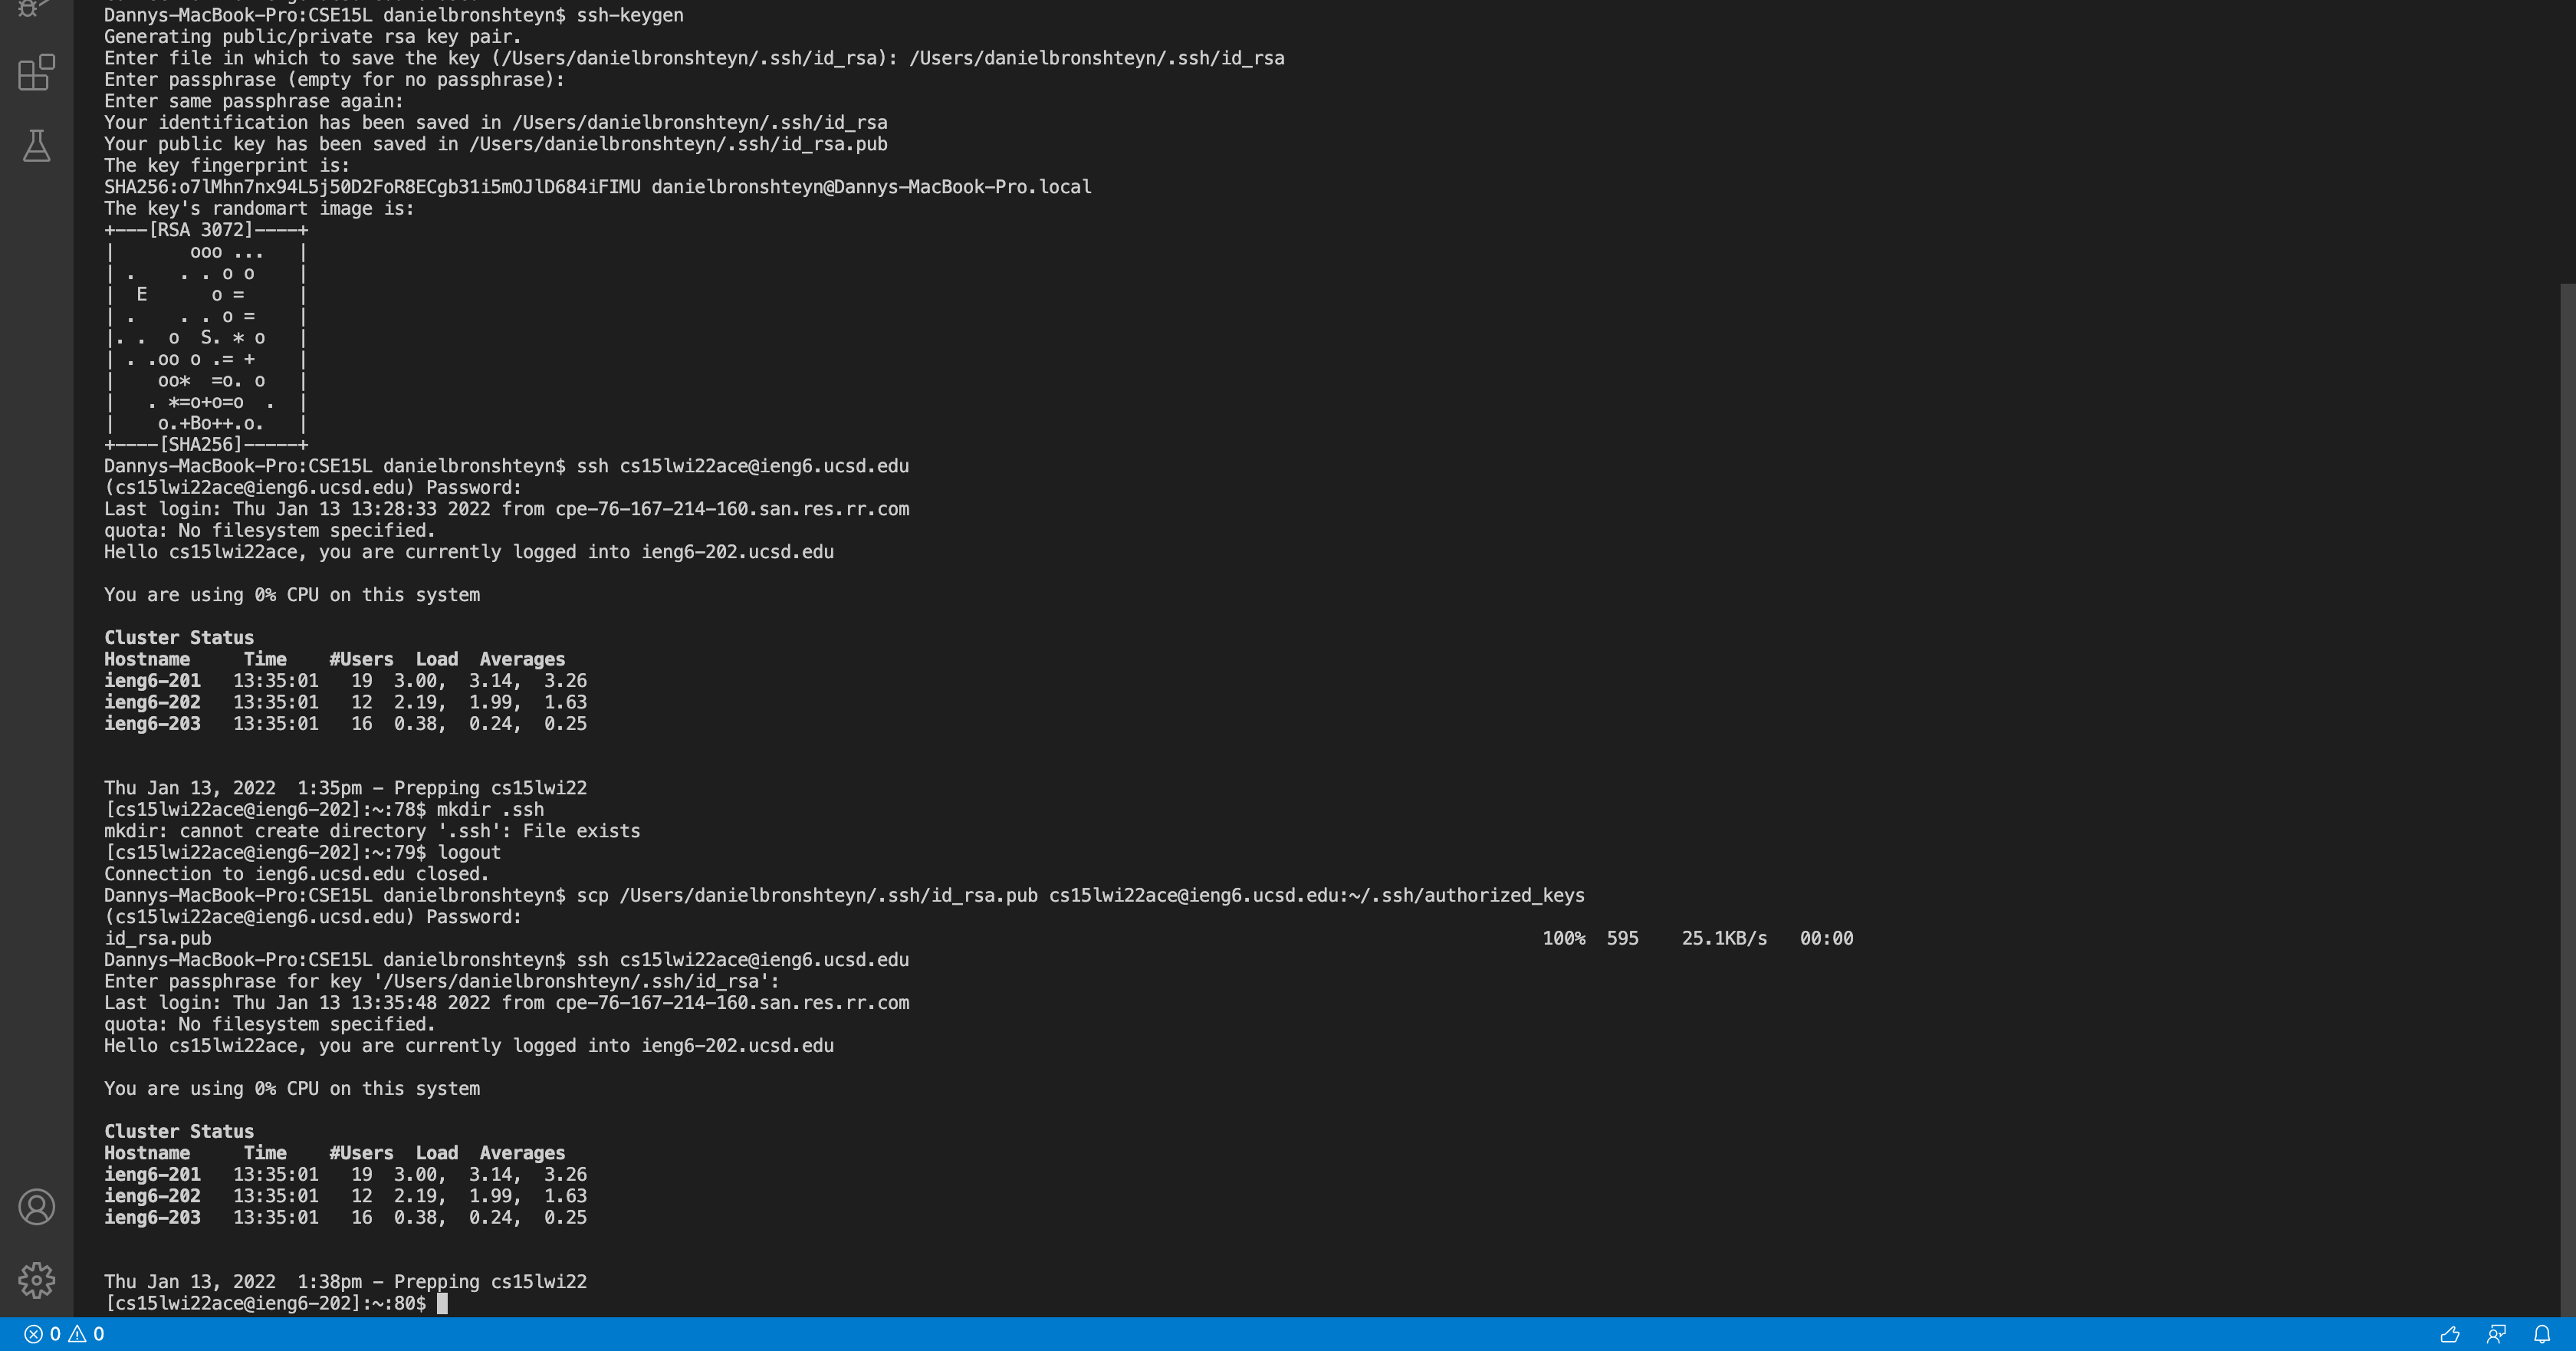 Dannys-MacBook-Pro:CSE15L danielbronshteyn$ ssh-keygen
Generating public/private rsa key pair.
Enter file in which to save the key (/Users/danielbronshteyn/.ssh/id_rsa): /Users/danielbronshteyn/.ssh/id_rsa
Enter passphrase (empty for no passphrase):
Enter same passphrase again:
Your identification has been saved in /Users/danielbronshteyn/.ssh/id_rsa
Your public key has been saved in /Users/danielbronshteyn/.ssh/id_rsa.pub
The key fingerprint is:
SHA256:o7lMhn7nx94L5j50D2FoR8ECgb31i5mOJlD684iFIMU danielbronshteyn@Dannys-MacBook-Pro.local
The key's randomart image is:
+---[RSA 3072]----+
|       ooo ...   |
| .    . . o o    |
|  E      o =     |
| .    . . o =    |
|. .  o  S. * o   |
| . .oo o .= +    |
|    oo*  =o. o   |
|   . *=o+o=o  .  |
|    o.+Bo++.o.   |
+----[SHA256]-----+
Dannys-MacBook-Pro:CSE15L danielbronshteyn$ ssh cs15lwi22ace@ieng6.ucsd.edu
(cs15lwi22ace@ieng6.ucsd.edu) Password:
Last login: Thu Jan 13 13:28:33 2022 from cpe-76-167-214-160.san.res.rr.com
quota: No filesystem specified.
Hello cs15lwi22ace, you are currently logged into ieng6-202.ucsd.edu
You are using 0% CPU on this system
Cluster Status
Hostname     Time    #Users  Load  Averages
ieng6-201   13:35:01   19  3.00,  3.14,  3.26
ieng6-202   13:35:01   12  2.19,  1.99,  1.63
ieng6-203   13:35:01   16  0.38,  0.24,  0.25
Thu Jan 13, 2022  1:35pm - Prepping cs15lwi22
[cs15lwi22ace@ieng6-202]:~:78$ mkdir .ssh
mkdir: cannot create directory '.ssh': File exists
[cs15lwi22ace@ieng6-202]:~:79$ logout
Connection to ieng6.ucsd.edu closed.
Dannys-MacBook-Pro:CSE15L danielbronshteyn$ scp /Users/danielbronshteyn/.ssh/id_rsa.pub cs15lwi22ace@ieng6.ucsd.edu:~/.ssh/authorized_keys
(cs15lwi22ace@ieng6.ucsd.edu) Password:
id_rsa.pub 100%  595    25.1KB/s   00:00
Dannys-MacBook-Pro:CSE15L danielbronshteyn$ ssh cs15lwi22ace@ieng6.ucsd.edu
Enter passphrase for key '/Users/danielbronshteyn/.ssh/id_rsa':
Last login: Thu Jan 13 13:35:48 2022 from cpe-76-167-214-160.san.res.rr.com
quota: No filesystem specified.
Hello cs15lwi22ace, you are currently logged into ieng6-202.ucsd.edu
You are using 0% CPU on this system
Cluster Status
Hostname     Time    #Users  Load  Averages
ieng6-201   13:35:01   19  3.00,  3.14,  3.26
ieng6-202   13:35:01   12  2.19,  1.99,  1.63
ieng6-203   13:35:01   16  0.38,  0.24,  0.25
Thu Jan 13, 2022  1:38pm - Prepping cs15lwi22
[cs15lwi22ace@ieng6-202]:~:80$
0 0